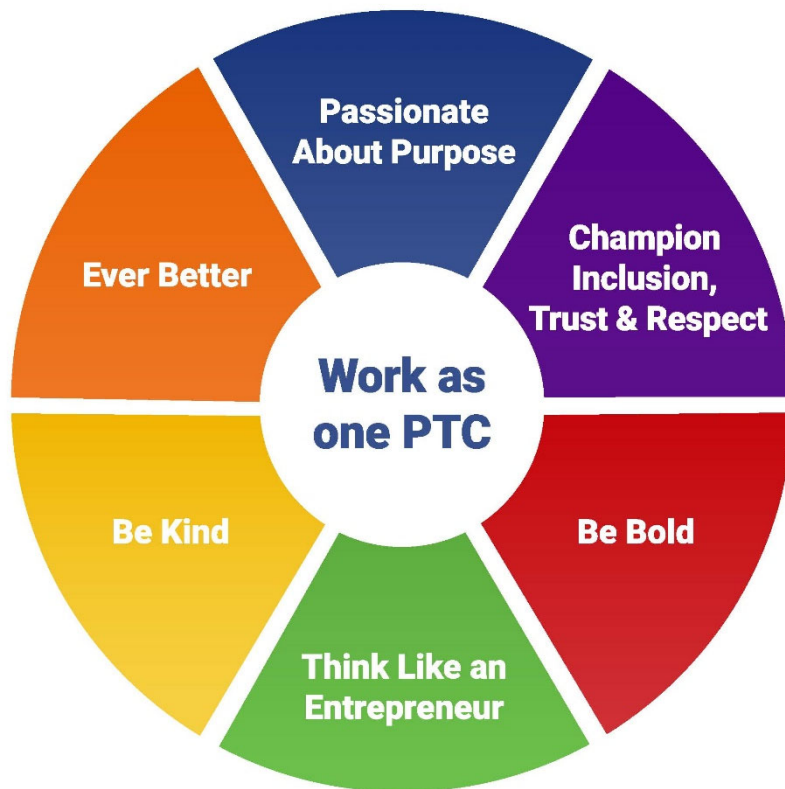 Passionate
About Purpose
Champion
Inclusion,
Trust & Respect
Be Bold
Think Like an
Entrepreneur
Be Kind
Ever Better
Work as
one PTC